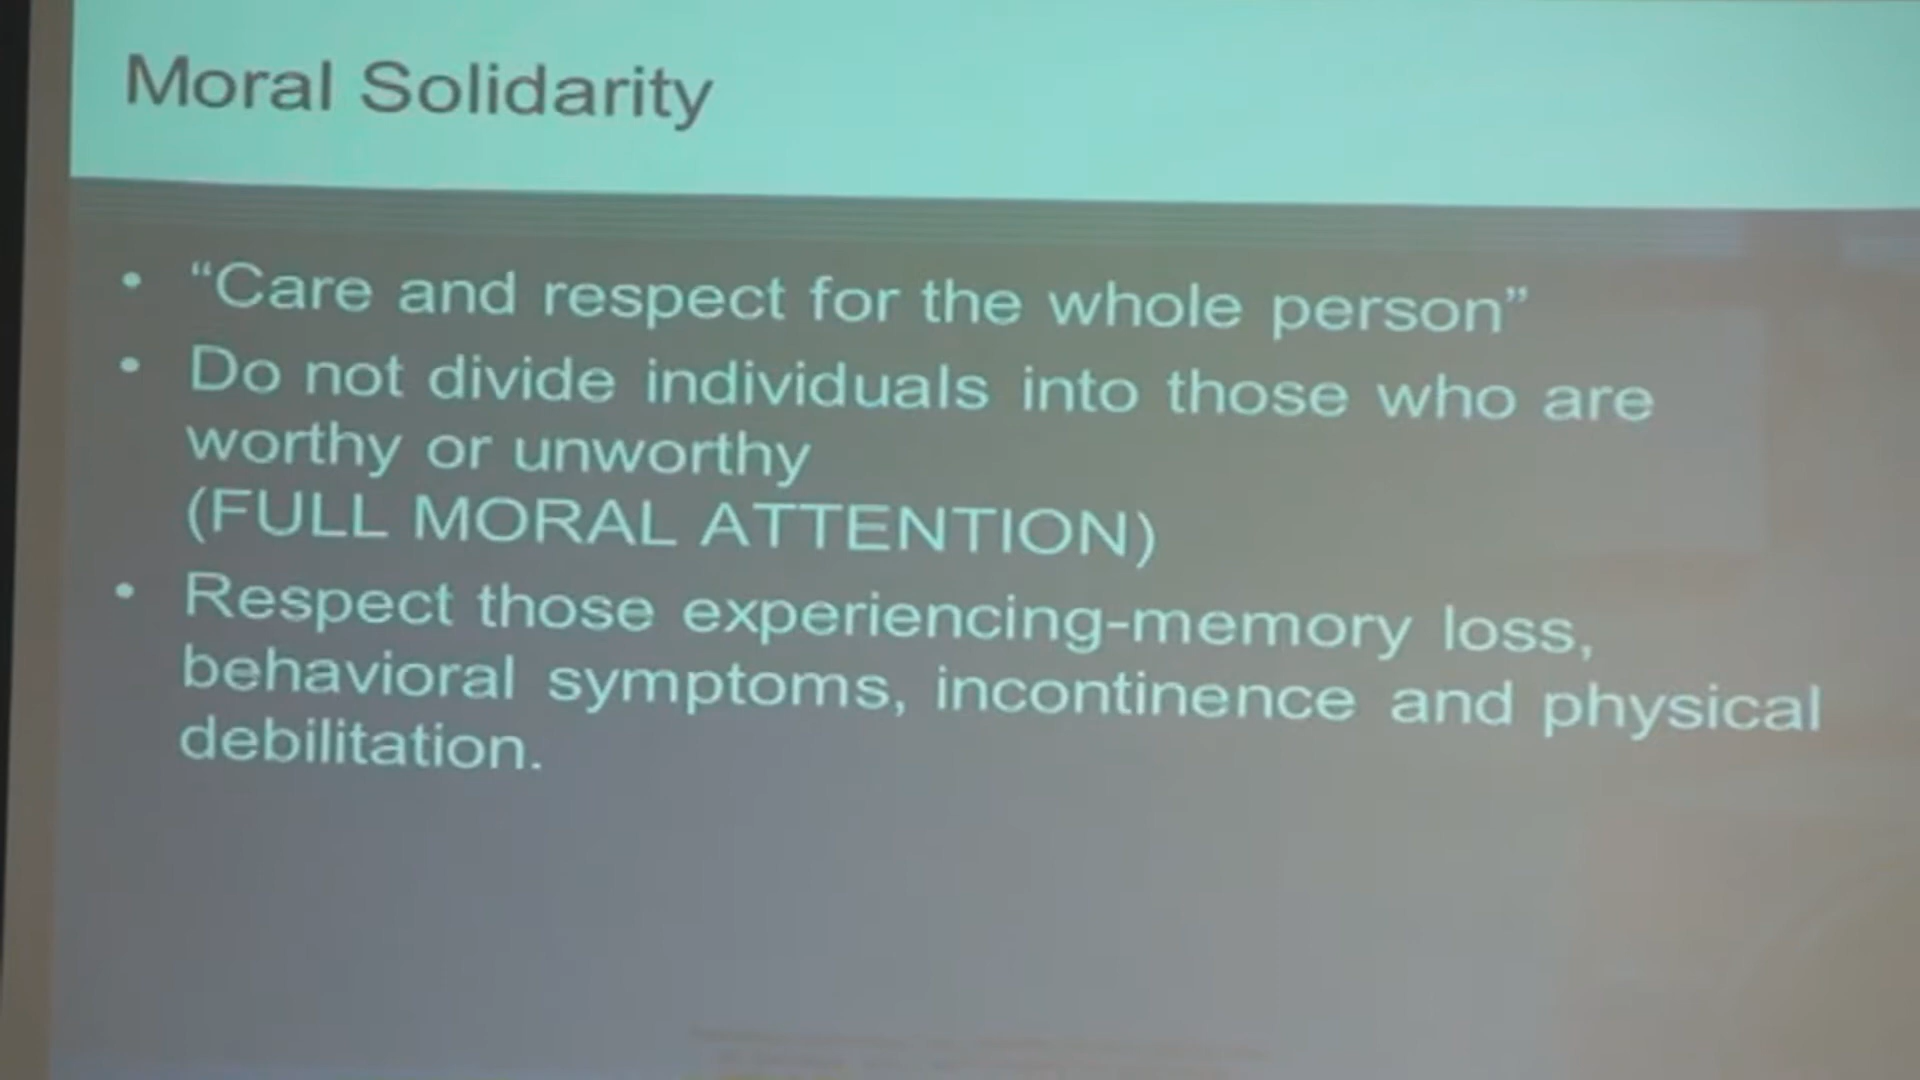 Moral Solidarity
• “Care and respect for the whole person”
• Do not divide individuals into those who are
worthy or unworthy
(FULL MORAL ATTENTION)
• Respect those experiencing-memory loss,
behavioral symptoms, incontinence and physical
debilitation.